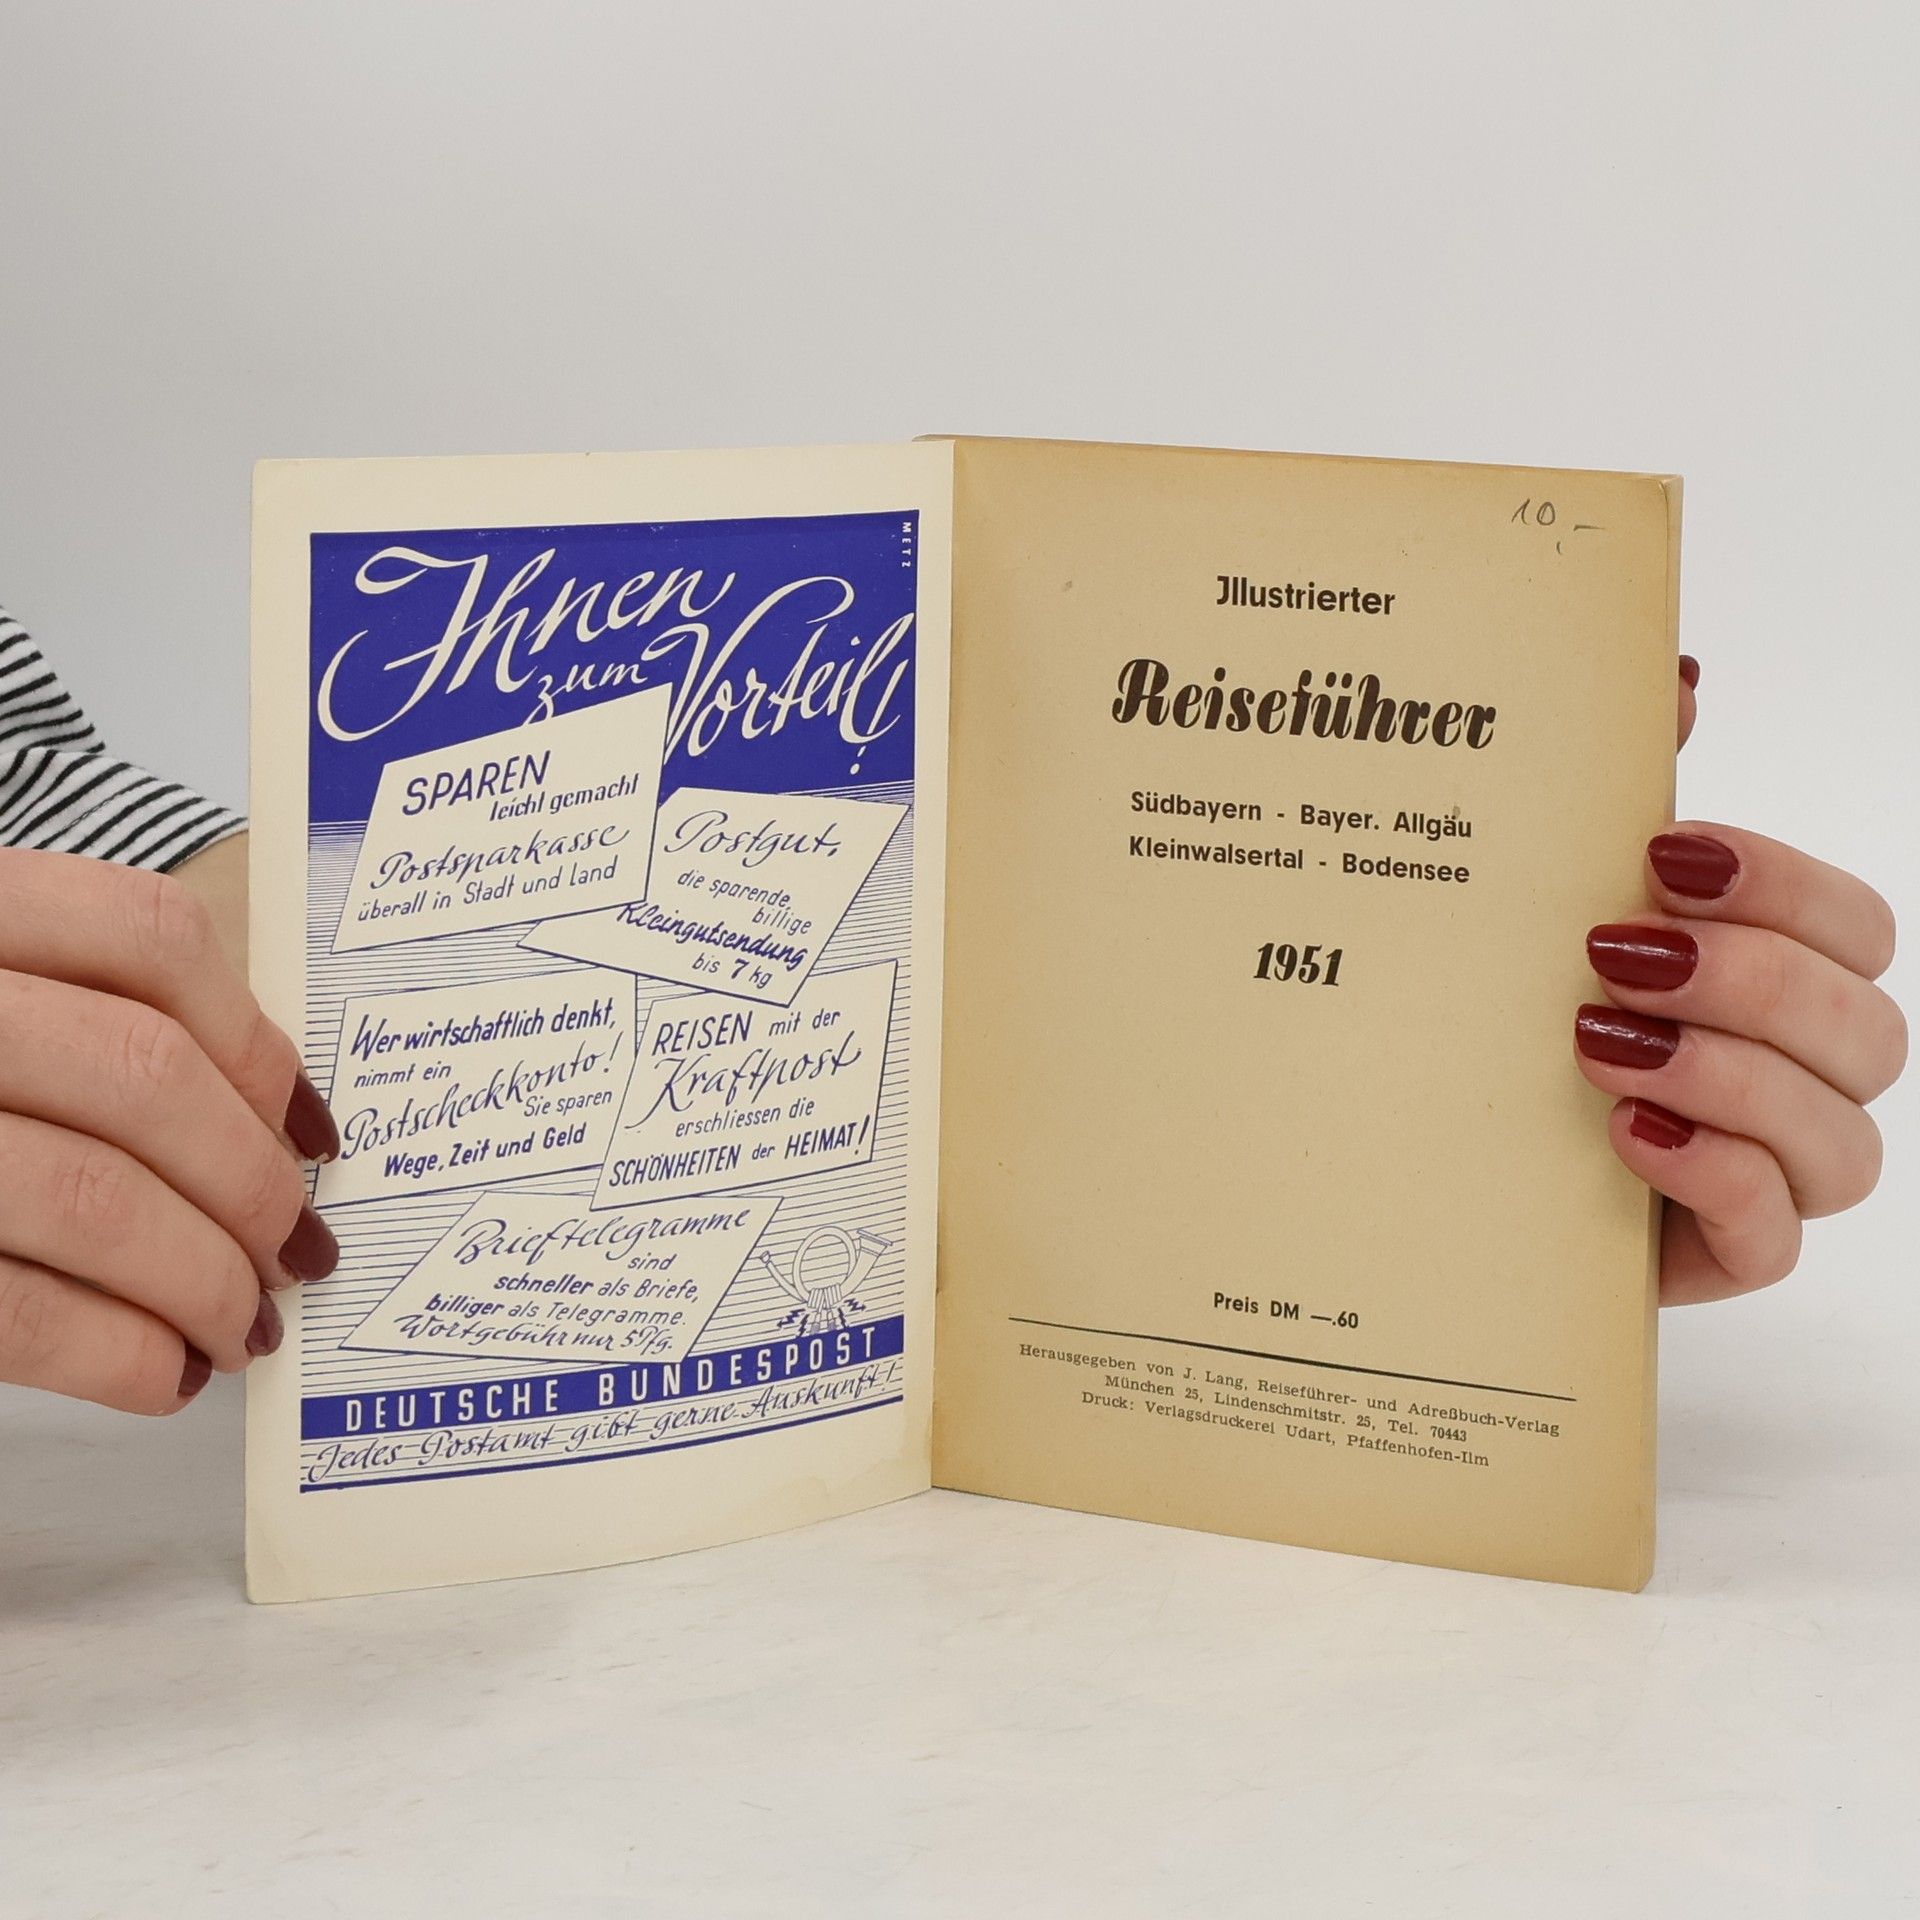 METZ
Ihnen
zum Vorteil!
SPAREN
leicht gemacht
Postsparkasse
überall in Stadt und Land
Postgut,
die sparende,
billige
Kleingutsendung
bis 7 kg
Wer wirtschaftlich denkt,
nimmt ein
Postscheckkonto!
Sie sparen
Wege, Zeit und Geld
REISEN mit der
Kraftpost
erschliessen die
SCHÖNHEITEN der HEIMAT!
Brieftelegramme
sind
schneller als Briefe,
billiger als Telegramme.
Wortgebühr nur 5 Pfg.
DEUTSCHE BUNDESPOST
Jedes Postamt gibt gerne Auskunft!
10,-
Jllustrierter
Reiseführer
Südbayern - Bayer. Allgäu
Kleinwalsertal - Bodensee
1951
Preis DM —.60
Herausgegeben von J. Lang, Reiseführer- und Adreßbuch-Verlag
München 25, Lindenschmitstr. 25, Tel. 70443
Druck: Verlagsdruckerei Udart, Pfaffenhofen-Ilm